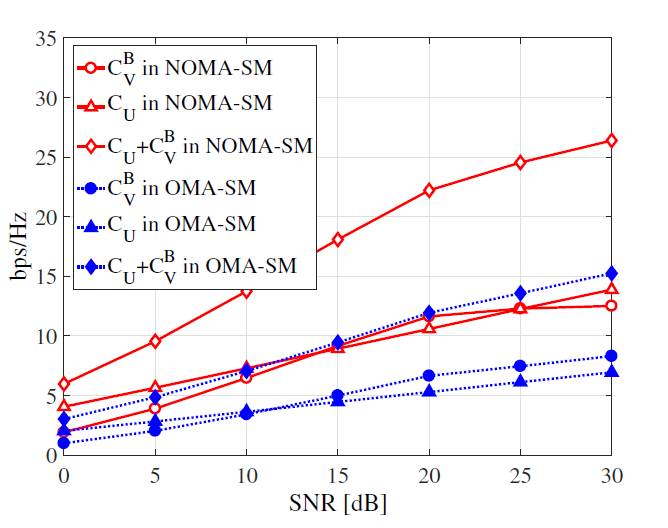 35
30
25
20
15
10
5
0
bps/Hz
C_V^B in NOMA-SM
C_U in NOMA-SM
C_U+C_V^B in NOMA-SM
C_V^B in OMA-SM
C_U in OMA-SM
C_U+C_V^B in OMA-SM
0 5 10 15 20 25 30
SNR [dB]